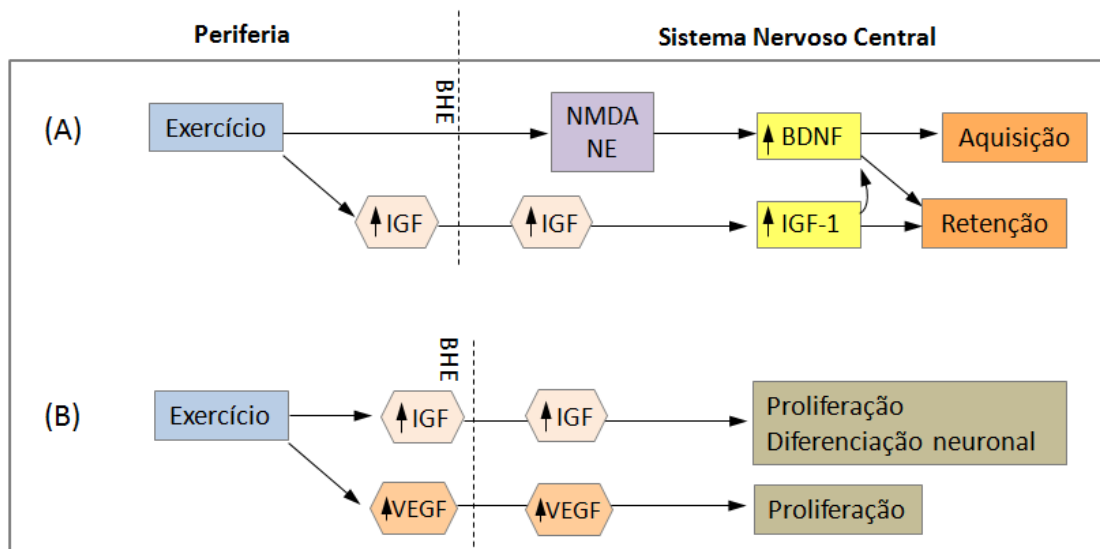 Periferia
Sistema Nervoso Central
(A)
BHE
Exercício
NMDA
NE
BDNF
Aquisição
IGF
IGF
IGF-1
Retenção
(B)
BHE
Exercício
IGF
IGF
Proliferação
Diferenciação neuronal
VEGF
VEGF
Proliferação